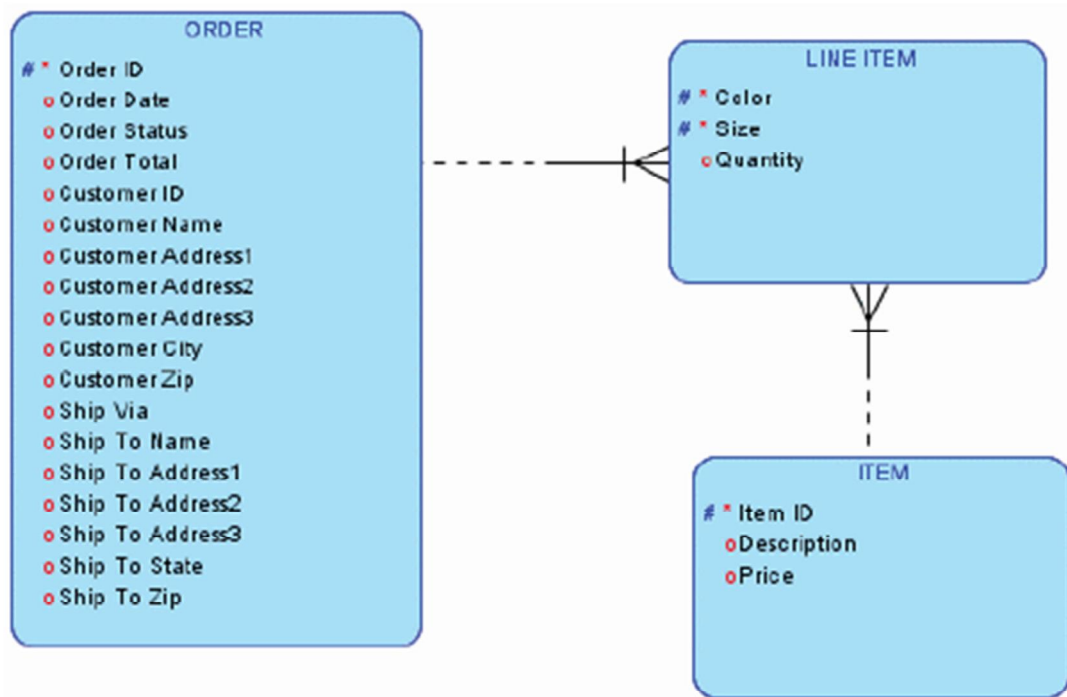 ORDER
# * Order ID
o Order Date
o Order Status
o Order Total
o Customer ID
o Customer Name
o Customer Address1
o Customer Address2
o Customer Address3
o Customer City
o Customer Zip
o Ship Via
o Ship To Name
o Ship To Address1
o Ship To Address2
o Ship To Address3
o Ship To State
o Ship To Zip
LINE ITEM
# * Color
# * Size
o Quantity
ITEM
# * Item ID
o Description
o Price